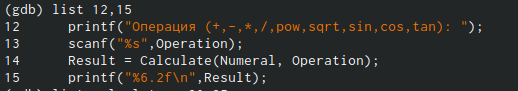 (gdb) list 12,15
12 printf("Операция (+,-,*,/,pow,sqrt,sin,cos,tan): ");
13 scanf("%s",Operation);
14 Result = Calculate(Numeral, Operation);
15 printf("%6.2f\n",Result);